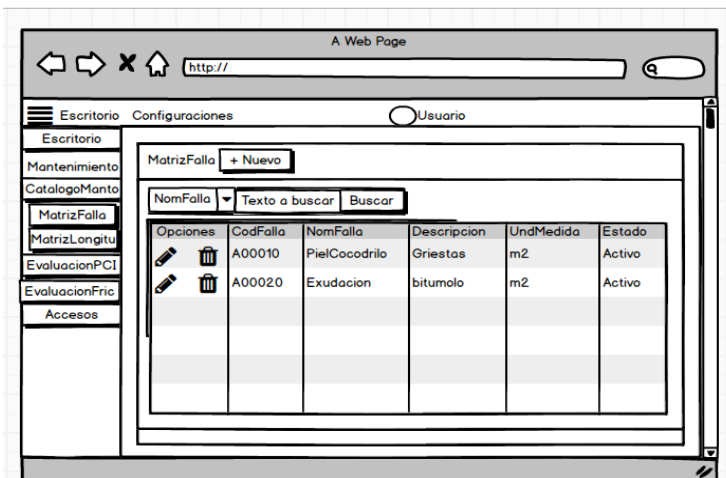 A Web Page
http://
Escritorio Configuraciones Usuario
Escritorio
Mantenimiento
CatalogoManto
MatrizFalla
MatrizLongitu
EvaluacionPCI
EvaluacionFric
Accesos
MatrizFalla + Nuevo
NomFalla Texto a buscar Buscar
Opciones CodFalla NomFalla Descripcion UndMedida Estado
A00010 PielCocodrilo Griestas m2 Activo
A00020 Exudacion bitumolo m2 Activo